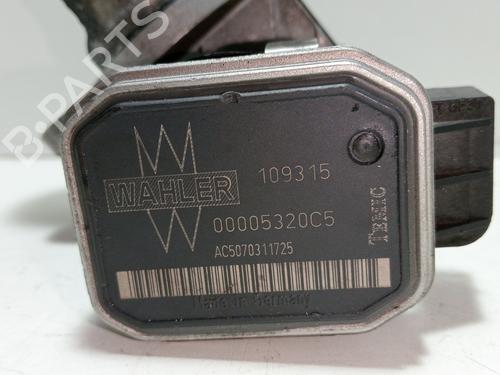 B-PARTS
WAHLER
109315
00005320C5
AC5070311725
TEMIC
Made in Germany